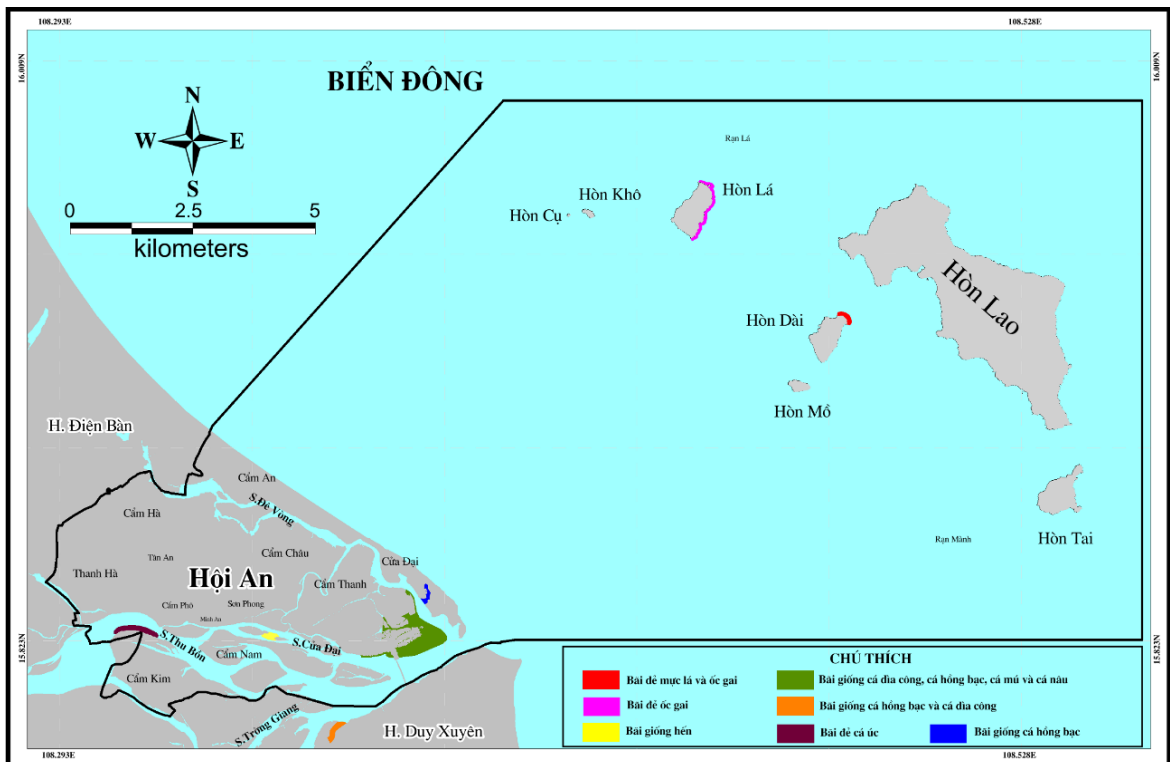 108.293E
108.528E
16.009N
16.009N
BIỂN ĐÔNG
N
W
E
S
0
2.5
5
kilometers
Rạn Lá
Hòn Khô
Hòn Lá
Hòn Cụ
Hòn Lao
Hòn Dài
Hòn Mồ
Hòn Tai
Rạn Mành
H. Điện Bàn
Cẩm An
S.Đế Võng
Cẩm Hà
Tân An
Cẩm Châu
Cửa Đại
Thanh Hà
Hội An
Cẩm Thanh
Cẩm Phô
Sơn Phong
Minh An
S.Thu Bồn
S.Cửa Đại
Cẩm Nam
Cẩm Kim
S.Trường Giang
H. Duy Xuyên
15.823N
15.823N
CHÚ THÍCH
Bãi đẻ mực lá và ốc gai
Bãi giống cá dìa công, cá hồng bạc, cá mú và cá nâu
Bãi đẻ ốc gai
Bãi giống cá hồng bạc và cá dìa công
Bãi giống hến
Bãi đẻ cá úc
Bãi giống cá hồng bạc
108.293E
108.528E